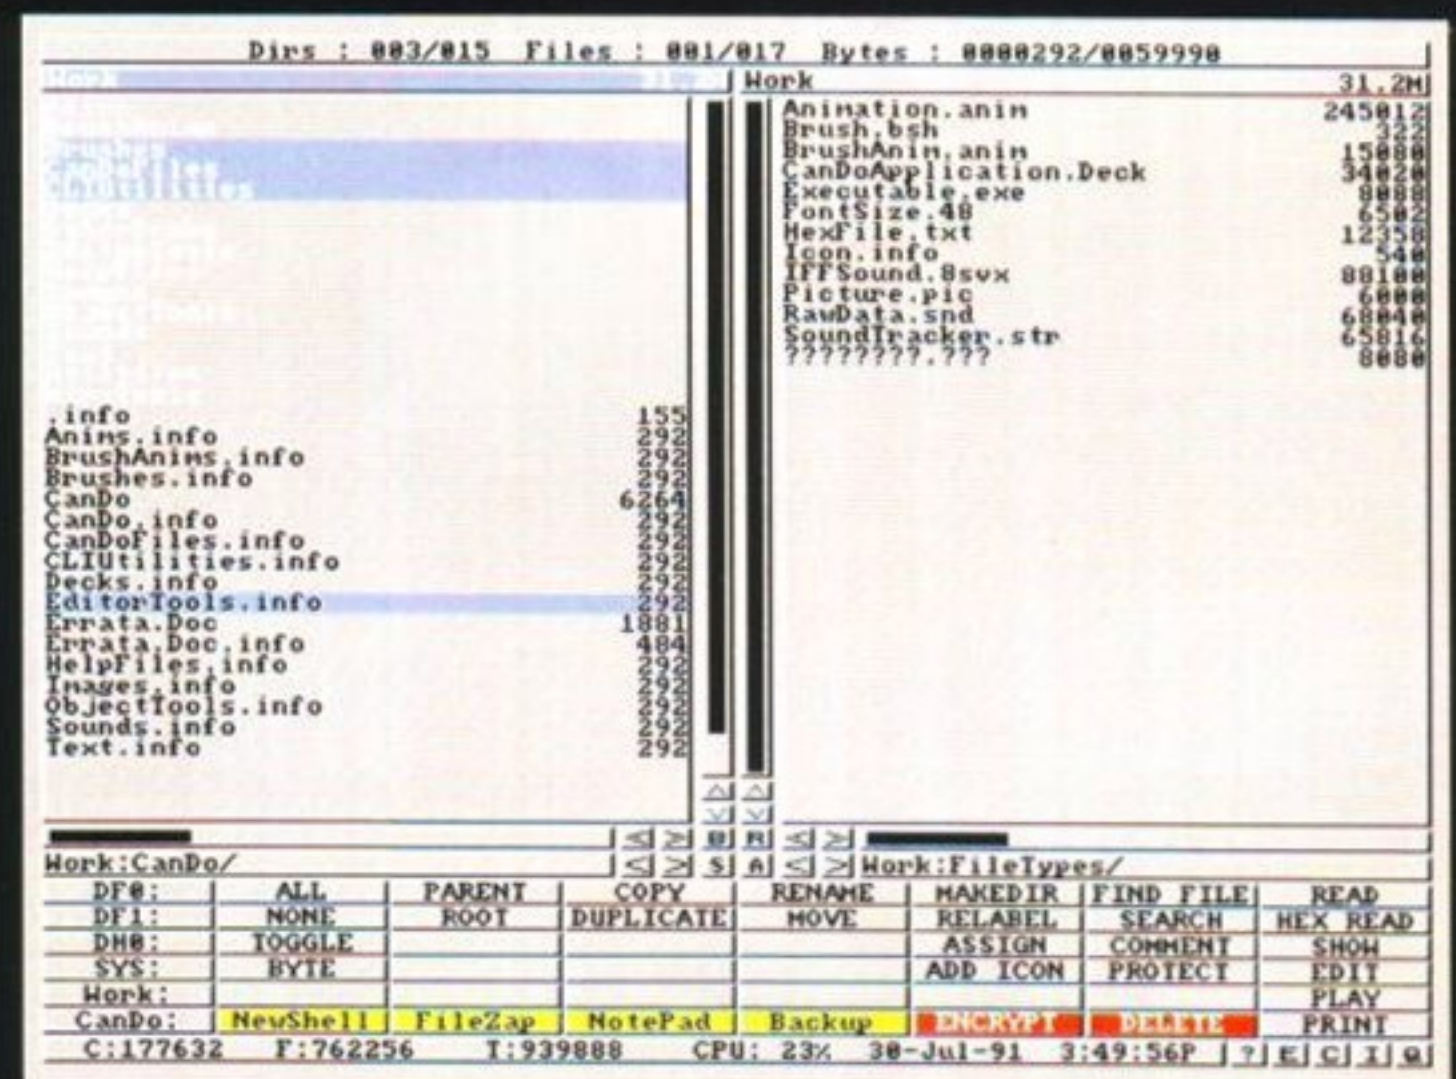 Dirs : 003/015 Files : 001/017 Bytes : 0000292/0059990
Work
Work 31.2M
Brushes
CanDoFiles
CLIUtilities
.info 155
Anims.info 292
BrushAnims.info 292
Brushes.info 292
CanDo 6264
CanDo.info 292
CanDoFiles.info 292
CLIUtilities.info 292
Decks.info 292
EditorTools.info 292
Errata.Doc 1881
Errata.Doc.info 484
HelpFiles.info 292
Images.info 292
ObjectTools.info 292
Sounds.info 292
Text.info 292
Animation.anim 245012
Brush.bsh 322
BrushAnim.anim 15080
CanDoApplication.Deck 34020
Executable.exe 8088
FontSize.48 6502
HexFile.txt 12358
Icon.info 540
IFFSound.8svx 88100
Picture.pic 6000
RawData.snd 68040
SoundTracker.str 65816
????????.??? 8080
< > B R < >
Work:CanDo/ < > S A < > Work:FileTypes/
DF0: ALL PARENT COPY RENAME MAKEDIR FIND FILE READ
DF1: NONE ROOT DUPLICATE MOVE RELABEL SEARCH HEX READ
DH0: TOGGLE ASSIGN COMMENT SHOW
SYS: BYTE ADD ICON PROTECT EDIT
Work: PLAY
CanDo: NewShell FileZap NotePad Backup ENCRYPT DELETE PRINT
C:177632 F:762256 T:939888 CPU: 23% 30-Jul-91 3:49:56P ? E C I Q